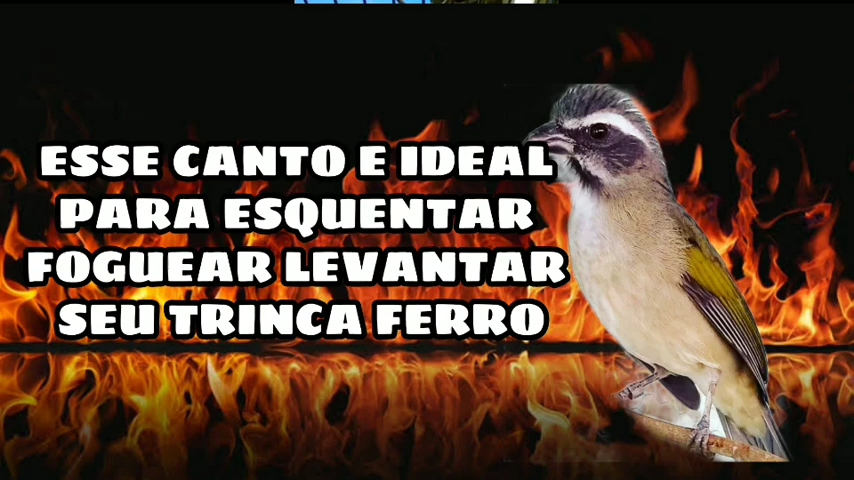 ESSE CANTO E IDEAL
PARA ESQUENTAR
FOGUEAR LEVANTAR
SEU TRINCA FERRO